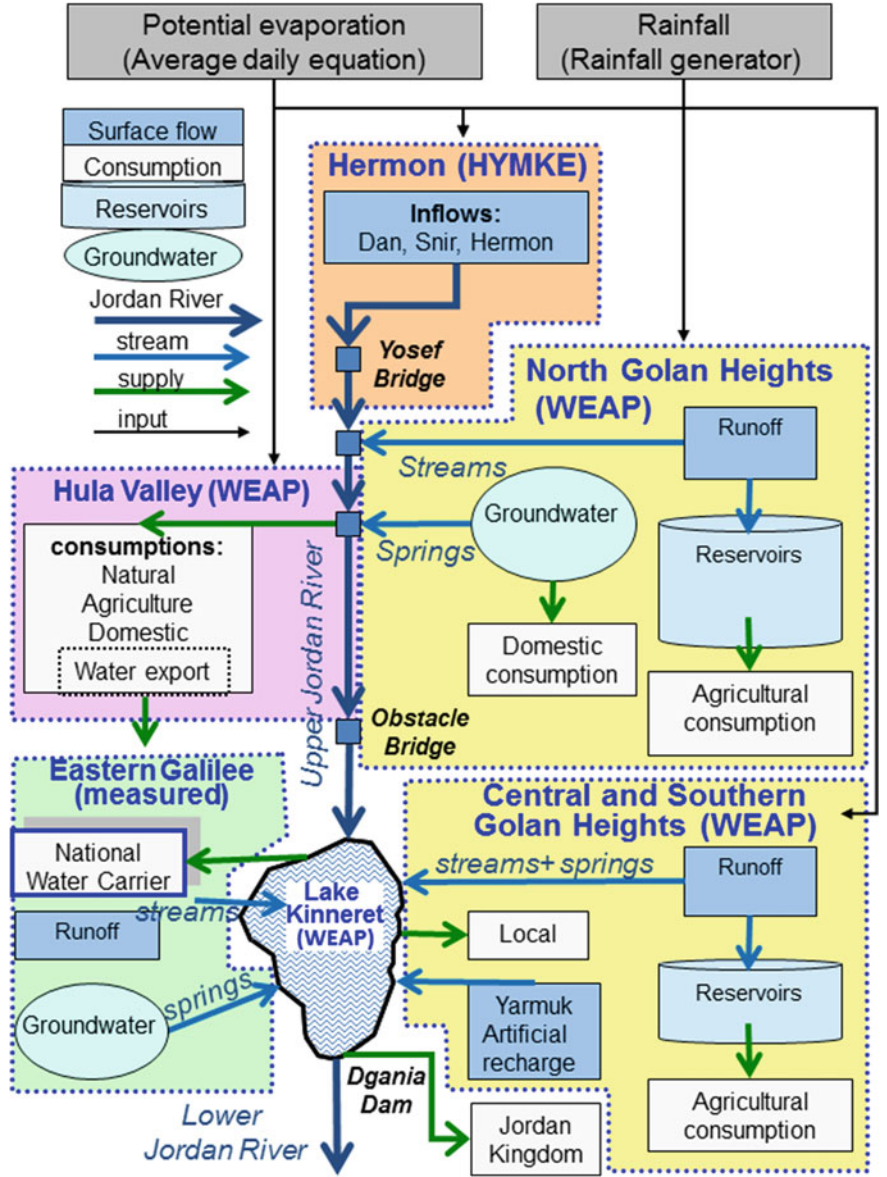 Potential evaporation
(Average daily equation)
Rainfall
(Rainfall generator)
Surface flow
Consumption
Reservoirs
Groundwater
Jordan River
stream
supply
input
Hermon (HYMKE)
Inflows:
Dan, Snir, Hermon
Yosef
Bridge
North Golan Heights
(WEAP)
Runoff
Streams
Groundwater
Springs
Reservoirs
Domestic
consumption
Agricultural
consumption
Hula Valley (WEAP)
consumptions:
Natural
Agriculture
Domestic
Water export
Upper Jordan River
Obstacle
Bridge
Eastern Galilee
(measured)
National
Water Carrier
streams
Runoff
springs
Groundwater
Lake
Kinneret
(WEAP)
Central and Southern
Golan Heights (WEAP)
streams+ springs
Runoff
Local
Reservoirs
Yarmuk
Artificial
recharge
Agricultural
consumption
Dgania
Dam
Lower
Jordan River
Jordan
Kingdom